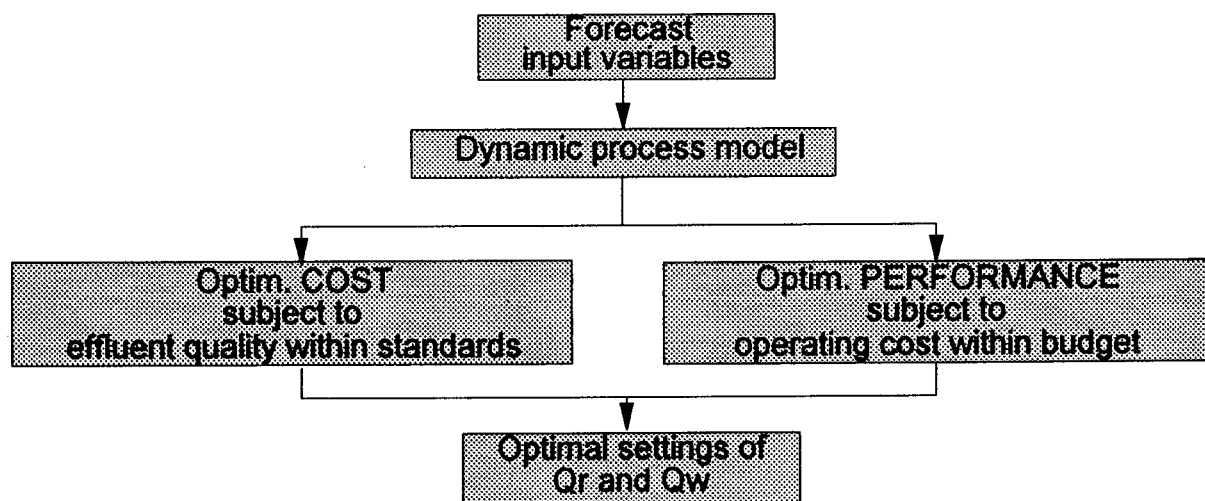 Forecast
input variables
Dynamic process model
Optim. COST
subject to
effluent quality within standards
Optim. PERFORMANCE
subject to
operating cost within budget
Optimal settings of
Qr and Qw